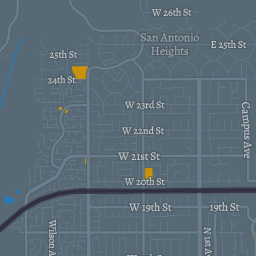 W 26th St
San Antonio
Heights
E 25th St
25th St
24th St
W 23rd St
Campus Ave
W 22nd St
W 21st St
W 20th St
W 19th St
19th St
Wilson A
N 1st A